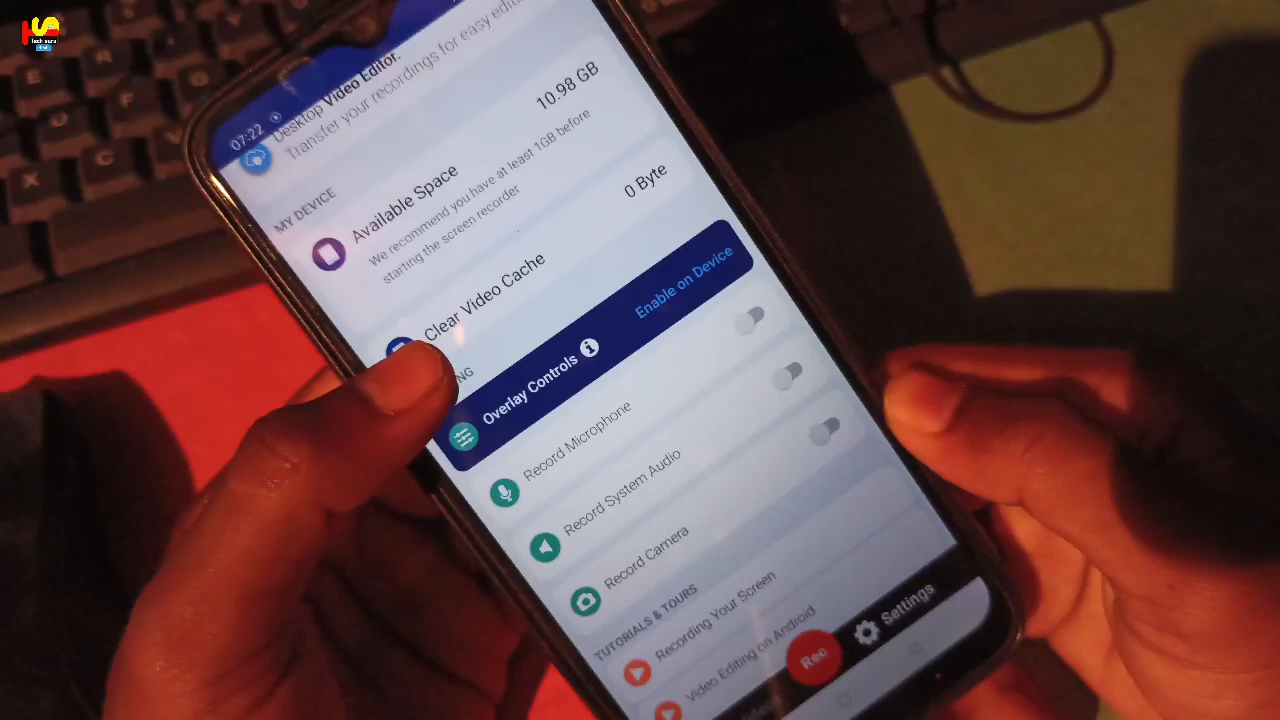 Tech guru
07:22
Desktop Video Editor.
Transfer your recordings for easy
MY DEVICE
Available Space
10.98 GB
We recommend you have at least 1GB before
starting the screen recorder
Clear Video Cache
0 Byte
Overlay Controls
Enable on Device
Record Microphone
Record System Audio
Record Camera
TUTORIALS & TOURS
Recording Your Screen
Video Editing on Android
Rec
Settings
E
R
D
F
X
C